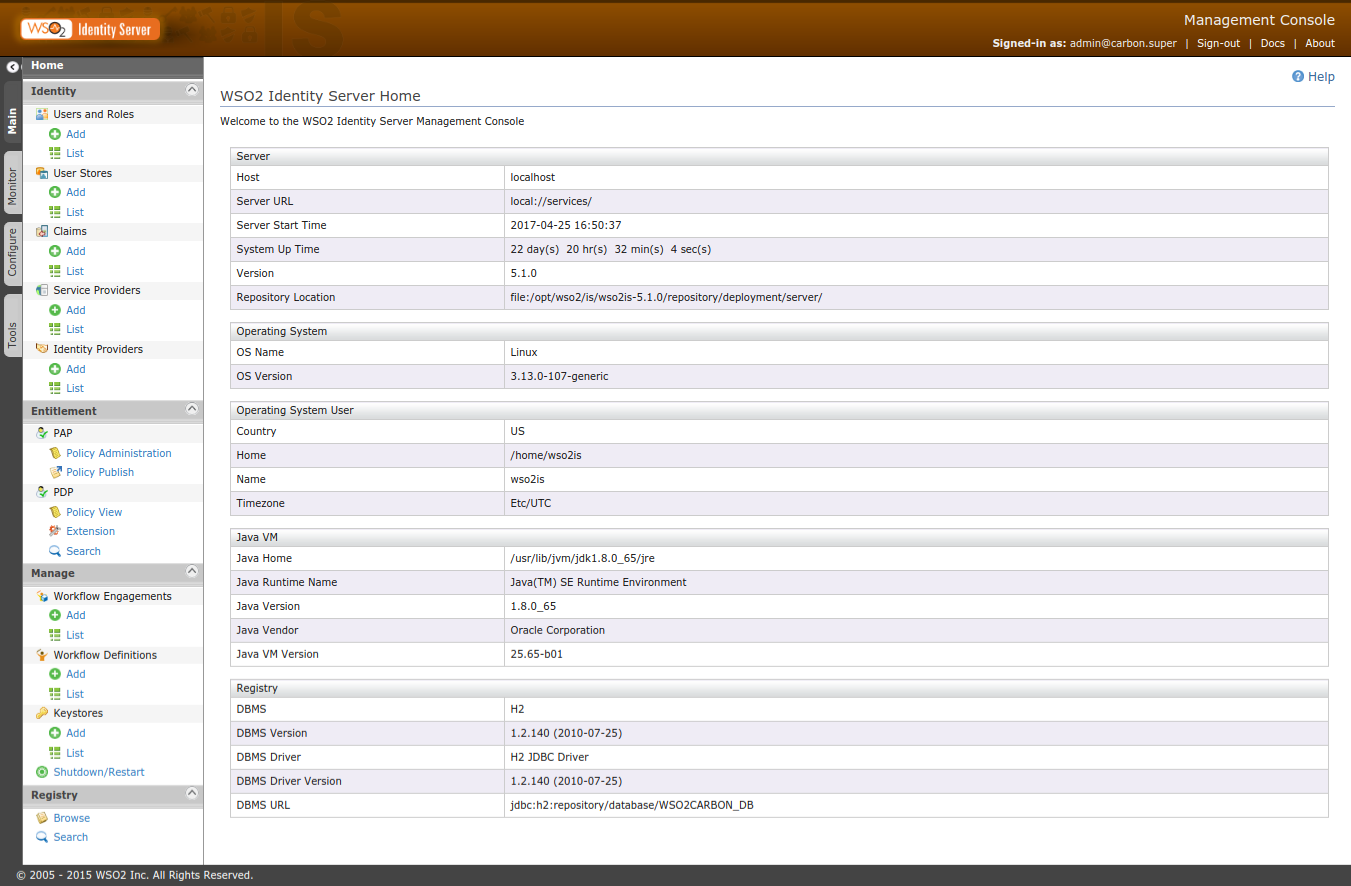 WSO2 Identity Server
Management Console
Signed-in as: admin@carbon.super | Sign-out | Docs | About
Home
Identity
Users and Roles
Add
List
User Stores
Add
List
Claims
Add
List
Service Providers
Add
List
Identity Providers
Add
List
Entitlement
PAP
Policy Administration
Policy Publish
PDP
Policy View
Extension
Search
Manage
Workflow Engagements
Add
List
Workflow Definitions
Add
List
Keystores
Add
List
Shutdown/Restart
Registry
Browse
Search
Main
Monitor
Configure
Tools
Help
WSO2 Identity Server Home
Welcome to the WSO2 Identity Server Management Console
Server
Host localhost
Server URL local://services/
Server Start Time 2017-04-25 16:50:37
System Up Time 22 day(s) 20 hr(s) 32 min(s) 4 sec(s)
Version 5.1.0
Repository Location file:/opt/wso2/is/wso2is-5.1.0/repository/deployment/server/
Operating System
OS Name Linux
OS Version 3.13.0-107-generic
Operating System User
Country US
Home /home/wso2is
Name wso2is
Timezone Etc/UTC
Java VM
Java Home /usr/lib/jvm/jdk1.8.0_65/jre
Java Runtime Name Java(TM) SE Runtime Environment
Java Version 1.8.0_65
Java Vendor Oracle Corporation
Java VM Version 25.65-b01
Registry
DBMS H2
DBMS Version 1.2.140 (2010-07-25)
DBMS Driver H2 JDBC Driver
DBMS Driver Version 1.2.140 (2010-07-25)
DBMS URL jdbc:h2:repository/database/WSO2CARBON_DB
© 2005 - 2015 WSO2 Inc. All Rights Reserved.